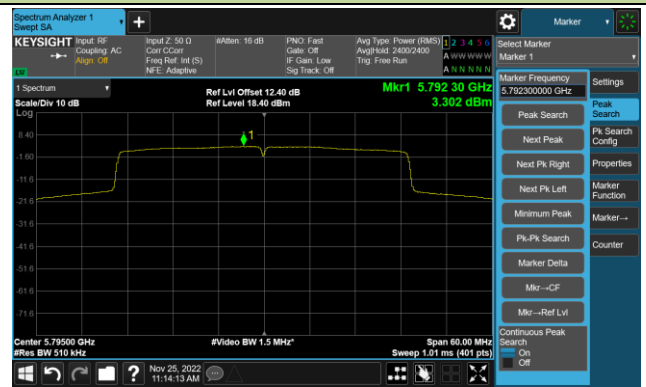 Spectrum Analyzer 1
Swept SA
+
Marker
KEYSIGHT
Input: RF
Coupling: AC
Align: Off
Input Z: 50 Ω
Corr CCorr
Freq Ref: Int (S)
NFE: Adaptive
#Atten: 16 dB
PNO: Fast
Gate: Off
IF Gain: Low
Sig Track: Off
Avg Type: Power (RMS)
Avg|Hold: 2400/2400
Trig: Free Run
1 2 3 4 5 6
A W W W W W
A N N N N N
Select Marker
Marker 1
1 Spectrum
Scale/Div 10 dB
Log
Ref Lvl Offset 12.40 dB
Ref Level 18.40 dBm
Mkr1 5.792 30 GHz
3.302 dBm
1
8.40
-1.60
-11.6
-21.6
-31.6
-41.6
-51.6
-61.6
-71.6
Center 5.79500 GHz
#Res BW 510 kHz
#Video BW 1.5 MHz*
Span 60.00 MHz
Sweep 1.01 ms (401 pts)
Marker Frequency
5.792300000 GHz
Peak Search
Next Peak
Next Pk Right
Next Pk Left
Minimum Peak
Pk-Pk Search
Marker Delta
Mkr→CF
Mkr→Ref Lvl
Continuous Peak
Search
On
Off
Settings
Peak
Search
Pk Search
Config
Properties
Marker
Function
Marker→
Counter
?
Nov 25, 2022
11:14:13 AM